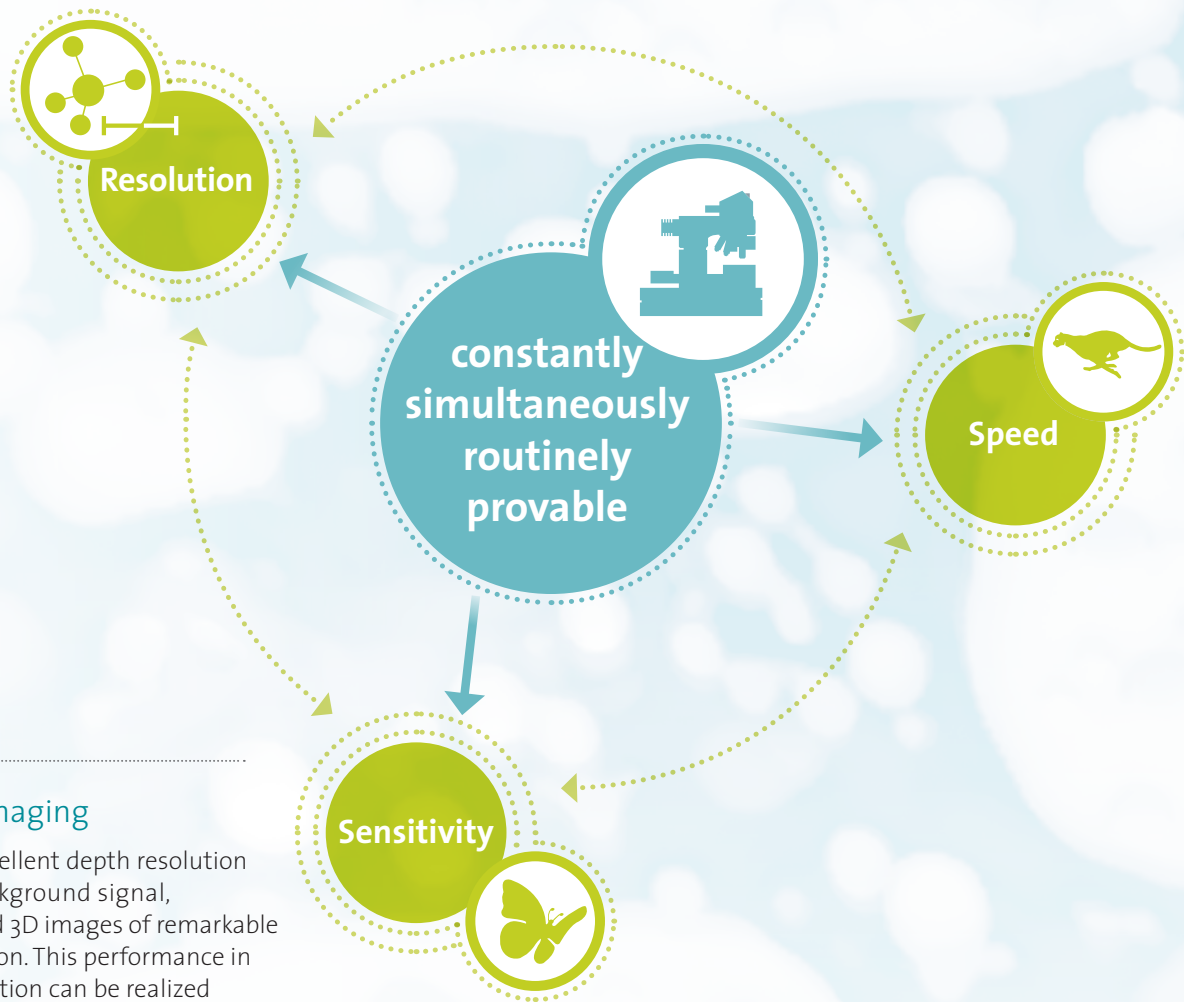 Resolution
constantly
simultaneously
routinely
provable
Speed
Sensitivity
naging
ellent depth resolution
kground signal,
d 3D images of remarkable
on. This performance in
tion can be realized